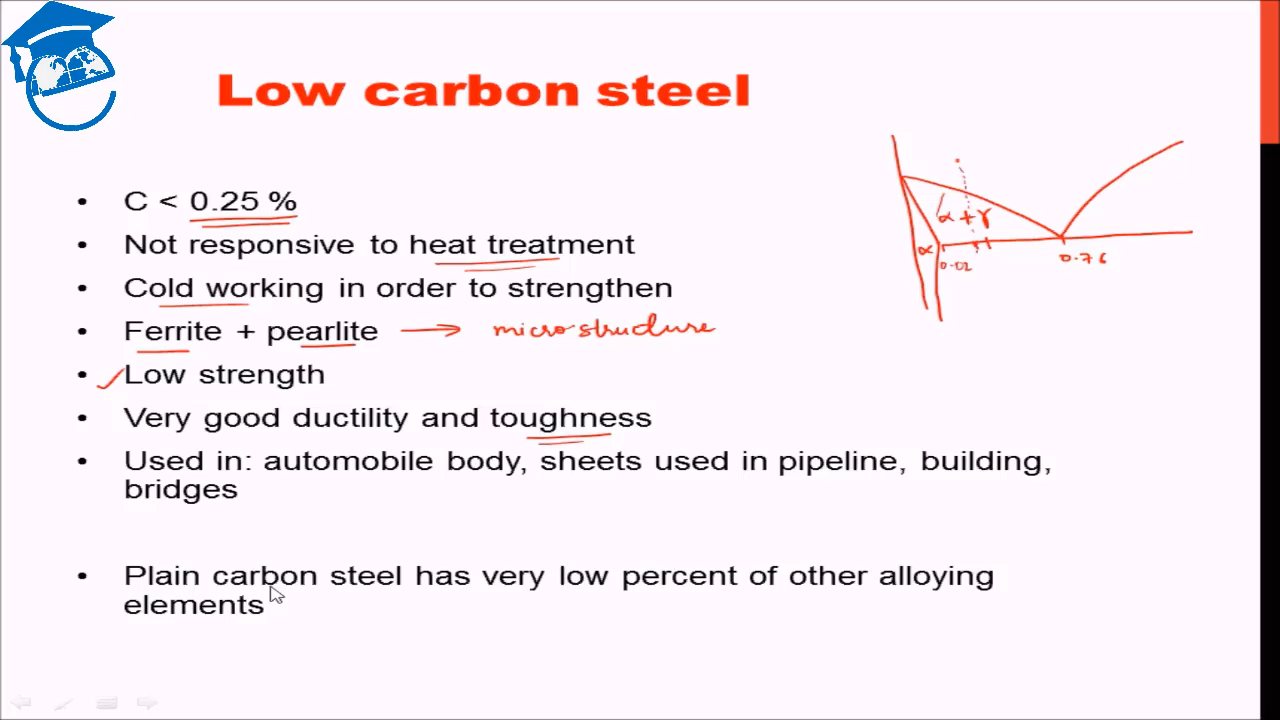 Low carbon steel
• C < 0.25 %
• Not responsive to heat treatment
• Cold working in order to strengthen
• Ferrite + pearlite → microstructure
• ✓Low strength
• Very good ductility and toughness
• Used in: automobile body, sheets used in pipeline, building,
bridges
• Plain carbon steel has very low percent of other alloying
elements
α + γ
α
0.02
0.76